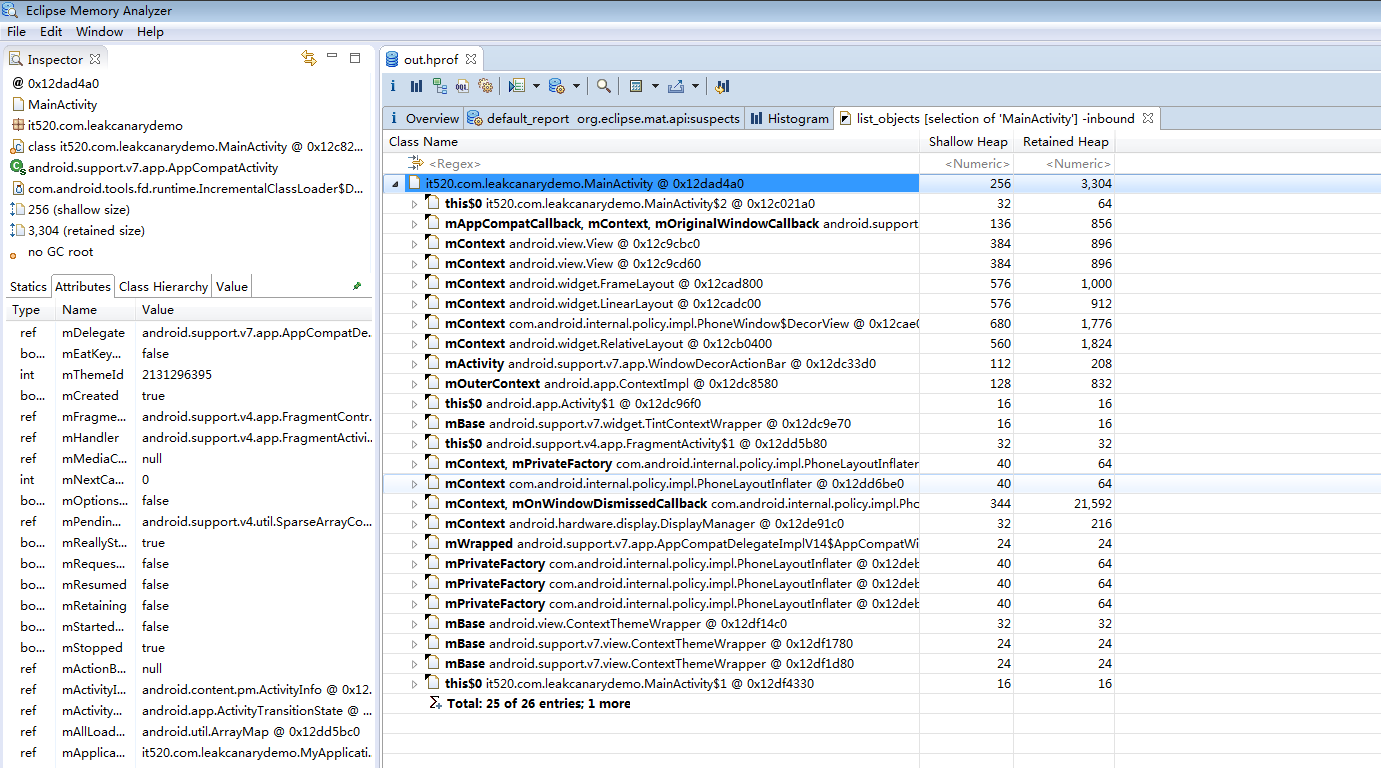 Eclipse Memory Analyzer
File Edit Window Help
Inspector
@ 0x12dad4a0
MainActivity
it520.com.leakcanarydemo
class it520.com.leakcanarydemo.MainActivity @ 0x12c82...
android.support.v7.app.AppCompatActivity
com.android.tools.fd.runtime.IncrementalClassLoader$D...
256 (shallow size)
3,304 (retained size)
no GC root
Statics Attributes Class Hierarchy Value
Type Name Value
ref mDelegate android.support.v7.app.AppCompatDe...
bo... mEatKey... false
int mThemeId 2131296395
bo... mCreated true
ref mFragme... android.support.v4.app.FragmentContr...
ref mHandler android.support.v4.app.FragmentActivi...
ref mMediaC... null
int mNextCa... 0
bo... mOptions... false
ref mPendin... android.support.v4.util.SparseArrayCo...
bo... mReallySt... true
bo... mReques... false
bo... mResumed false
bo... mRetaining false
bo... mStarted... false
bo... mStopped true
ref mActionB... null
ref mActivityI... android.content.pm.ActivityInfo @ 0x12...
ref mActivity... android.app.ActivityTransitionState @ ...
ref mAllLoad... android.util.ArrayMap @ 0x12dd5bc0
ref mApplica... it520.com.leakcanarydemo.MyApplicati...
out.hprof
i OQL
i Overview default_report org.eclipse.mat.api:suspects Histogram list_objects [selection of 'MainActivity'] -inbound
Class Name Shallow Heap Retained Heap
<Regex> <Numeric> <Numeric>
it520.com.leakcanarydemo.MainActivity @ 0x12dad4a0 256 3,304
this$0 it520.com.leakcanarydemo.MainActivity$2 @ 0x12c021a0 32 64
mAppCompatCallback, mContext, mOriginalWindowCallback android.support 136 856
mContext android.view.View @ 0x12c9cbc0 384 896
mContext android.view.View @ 0x12c9cd60 384 896
mContext android.widget.FrameLayout @ 0x12cad800 576 1,000
mContext android.widget.LinearLayout @ 0x12cadc00 576 912
mContext com.android.internal.policy.impl.PhoneWindow$DecorView @ 0x12cae0 680 1,776
mContext android.widget.RelativeLayout @ 0x12cb0400 560 1,824
mActivity android.support.v7.app.WindowDecorActionBar @ 0x12dc33d0 112 208
mOuterContext android.app.ContextImpl @ 0x12dc8580 128 832
this$0 android.app.Activity$1 @ 0x12dc96f0 16 16
mBase android.support.v7.widget.TintContextWrapper @ 0x12dc9e70 16 16
this$0 android.support.v4.app.FragmentActivity$1 @ 0x12dd5b80 32 32
mContext, mPrivateFactory com.android.internal.policy.impl.PhoneLayoutInflater 40 64
mContext com.android.internal.policy.impl.PhoneLayoutInflater @ 0x12dd6be0 40 64
mContext, mOnWindowDismissedCallback com.android.internal.policy.impl.Pho 344 21,592
mContext android.hardware.display.DisplayManager @ 0x12de91c0 32 216
mWrapped android.support.v7.app.AppCompatDelegateImplV14$AppCompatWi 24 24
mPrivateFactory com.android.internal.policy.impl.PhoneLayoutInflater @ 0x12deb 40 64
mPrivateFactory com.android.internal.policy.impl.PhoneLayoutInflater @ 0x12deb 40 64
mPrivateFactory com.android.internal.policy.impl.PhoneLayoutInflater @ 0x12deb 40 64
mBase android.view.ContextThemeWrapper @ 0x12df14c0 32 32
mBase android.support.v7.view.ContextThemeWrapper @ 0x12df1780 24 24
mBase android.support.v7.view.ContextThemeWrapper @ 0x12df1d80 24 24
this$0 it520.com.leakcanarydemo.MainActivity$1 @ 0x12df4330 16 16
Total: 25 of 26 entries; 1 more